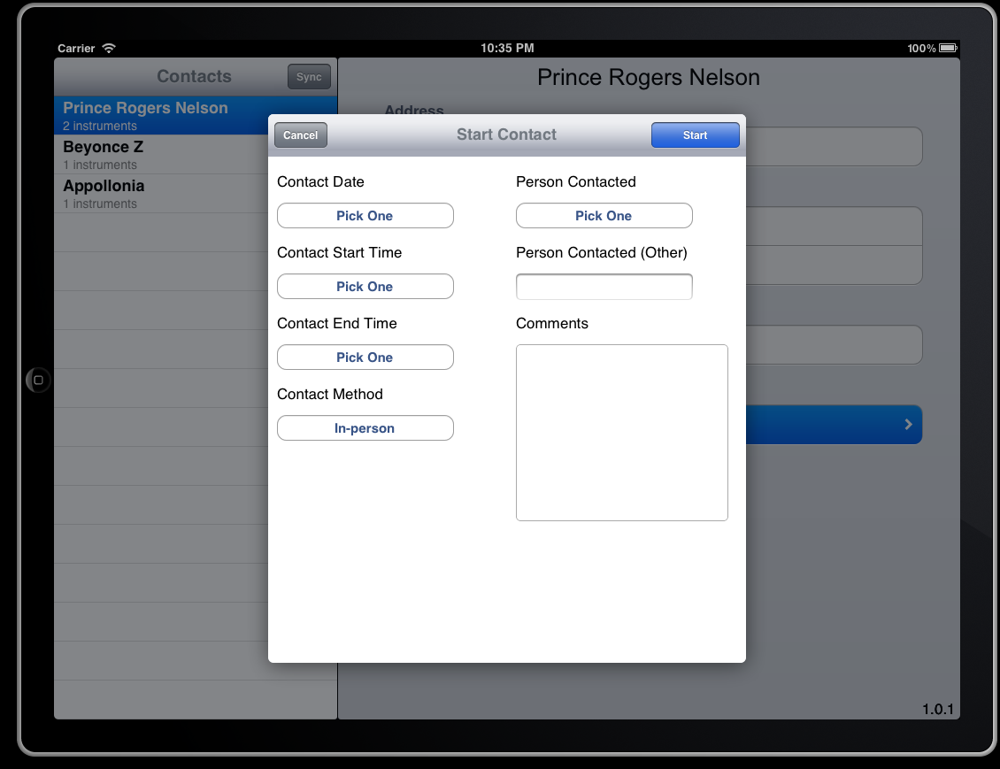 Carrier 10:35 PM 100%
Contacts Sync
Prince Rogers Nelson
2 instruments
Beyonce Z
1 instruments
Appollonia
1 instruments
Prince Rogers Nelson
Address
Cancel Start Contact Start
Contact Date
Pick One
Contact Start Time
Pick One
Contact End Time
Pick One
Contact Method
In-person
Person Contacted
Pick One
Person Contacted (Other)
Comments
1.0.1